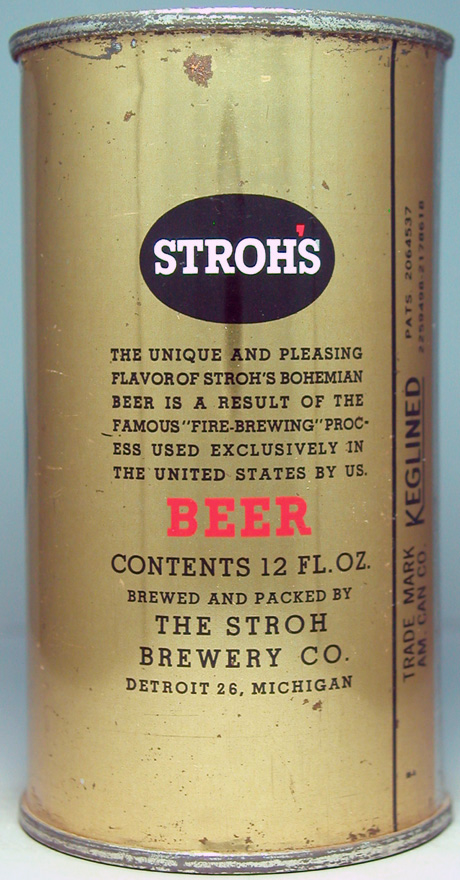 STROH'S
THE UNIQUE AND PLEASING
FLAVOR OF STROH'S BOHEMIAN
BEER IS A RESULT OF THE
FAMOUS "FIRE-BREWING" PROC-
ESS USED EXCLUSIVELY IN
THE UNITED STATES BY US.
BEER
CONTENTS 12 FL. OZ.
BREWED AND PACKED BY
THE STROH
BREWERY CO.
DETROIT 26, MICHIGAN
TRADE MARK
AM. CAN CO.
KEGLINED
PATS. 2064537
2259498-2178618